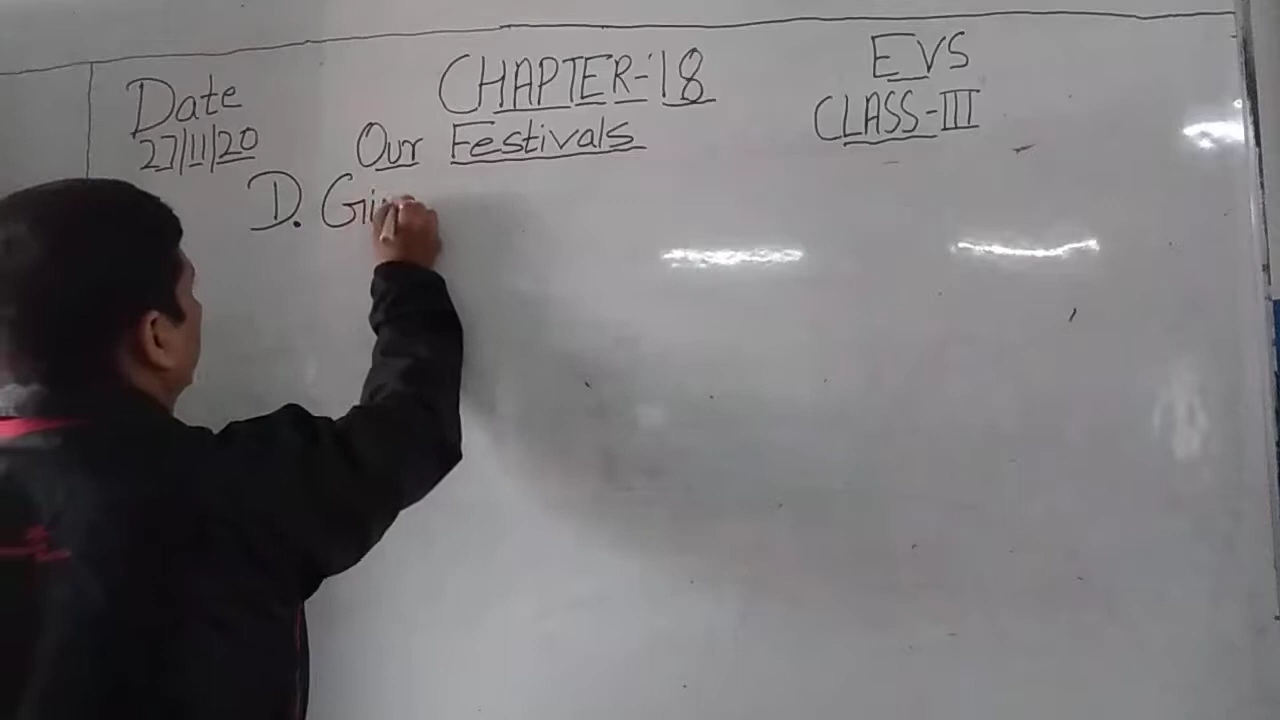 Date
27/11/20
CHAPTER-18
Our Festivals
EVS
CLASS-III
D.